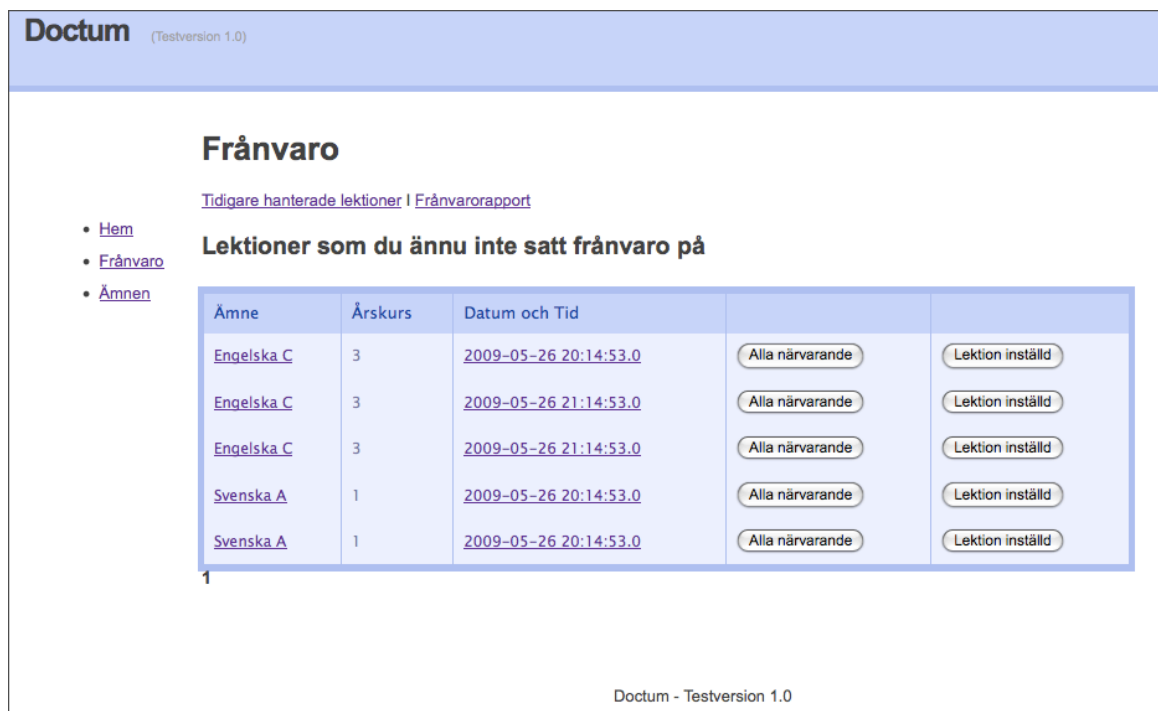 Doctum (Testversion 1.0)
Frånvaro
Tidigare hanterade lektioner | Frånvarorapport
• Hem
• Frånvaro
• Ämnen
Lektioner som du ännu inte satt frånvaro på
Ämne Årskurs Datum och Tid
Engelska C 3 2009-05-26 20:14:53.0 Alla närvarande Lektion inställd
Engelska C 3 2009-05-26 21:14:53.0 Alla närvarande Lektion inställd
Engelska C 3 2009-05-26 21:14:53.0 Alla närvarande Lektion inställd
Svenska A 1 2009-05-26 20:14:53.0 Alla närvarande Lektion inställd
Svenska A 1 2009-05-26 20:14:53.0 Alla närvarande Lektion inställd
1
Doctum - Testversion 1.0